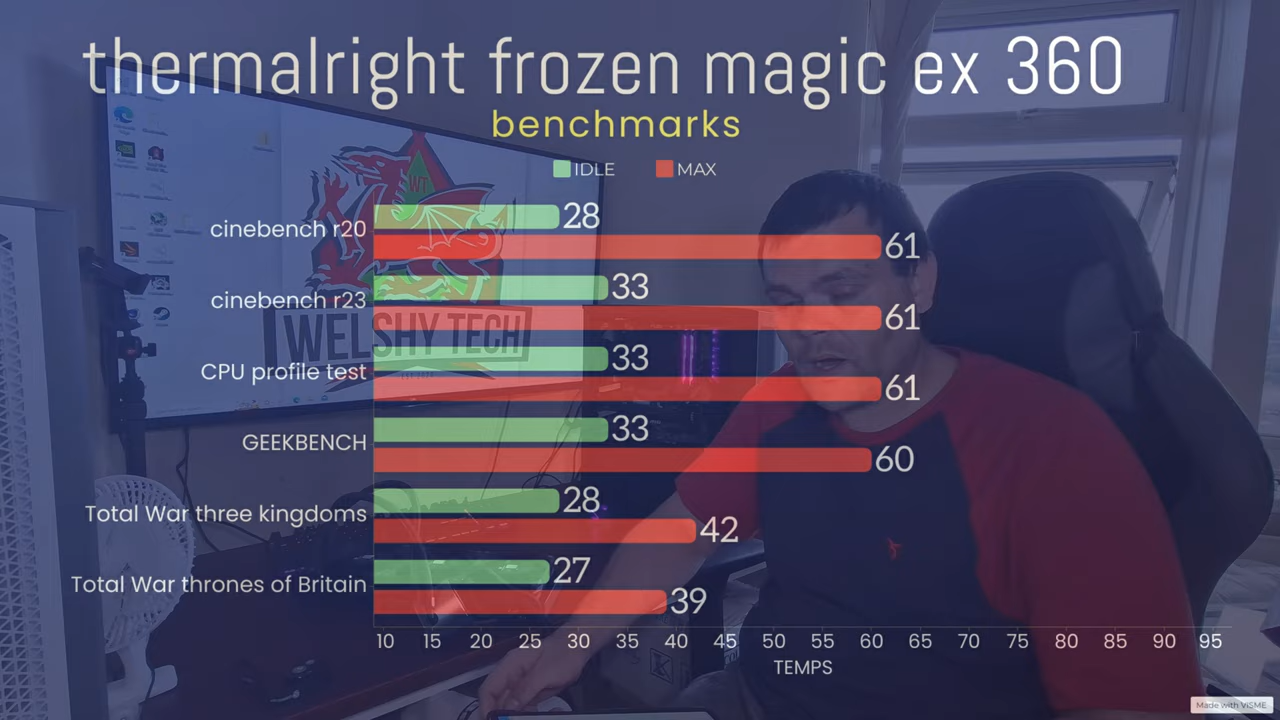 thermalright frozen magic ex 360
benchmarks
IDLE MAX
cinebench r20 28
61
cinebench r23 33
61
CPU profile test 33
61
GEEKBENCH 33
60
Total War three kingdoms 28
42
Total War thrones of Britain 27
39
10 15 20 25 30 35 40 45 50 55 60 65 70 75 80 85 90 95
TEMPS
WT
WELSHY TECH
Made with VISME